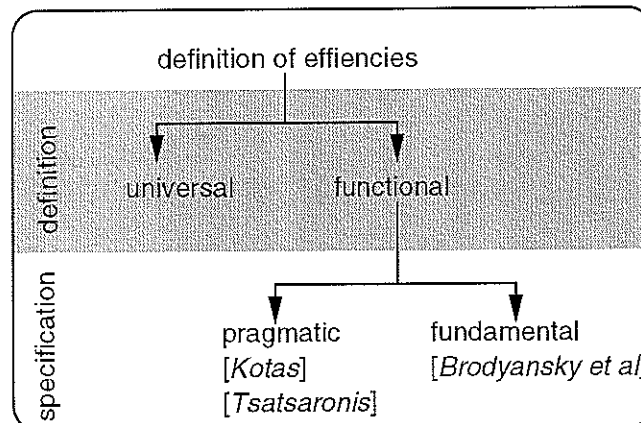 definition of effiencies
definition
universal
functional
specification
pragmatic
fundamental
[Kotas]
[Brodyansky et al]
[Tsatsaronis]